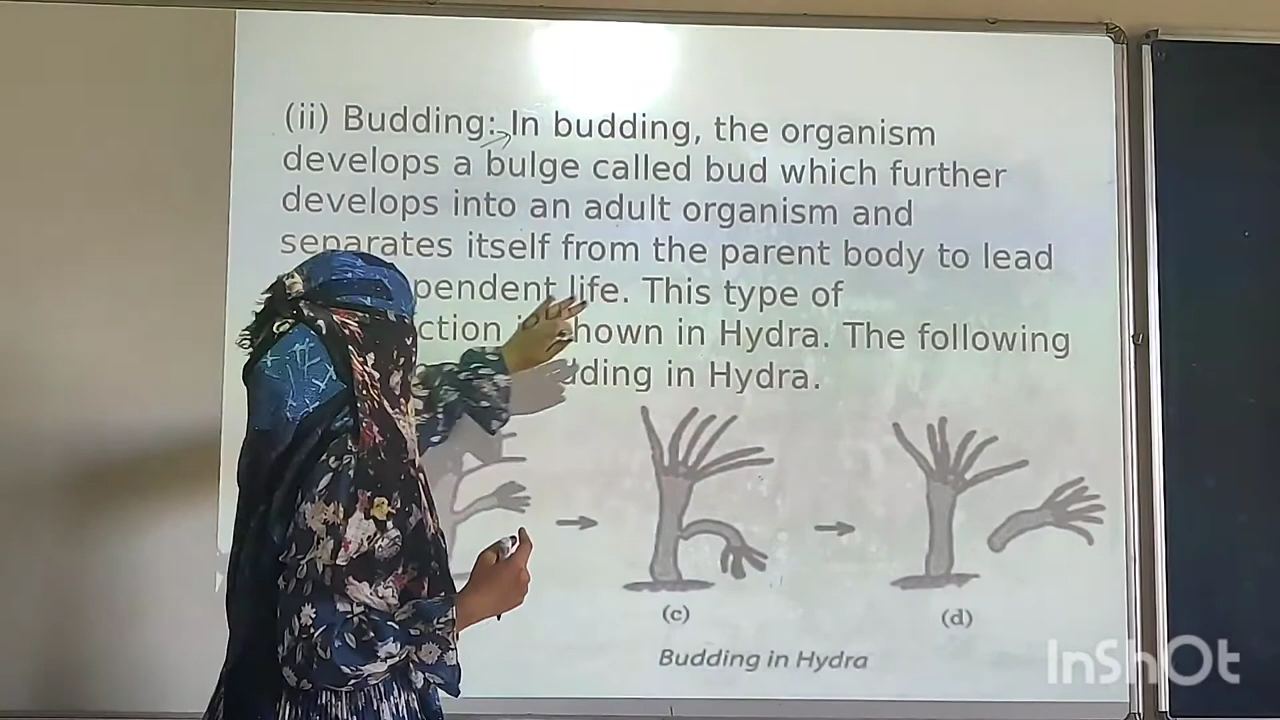 (ii) Budding: In budding, the organism
develops a bulge called bud which further
develops into an adult organism and
separates itself from the parent body to lead
pendent life. This type of
ction shown in Hydra. The following
dding in Hydra.
(c)
(d)
Budding in Hydra
InShOt